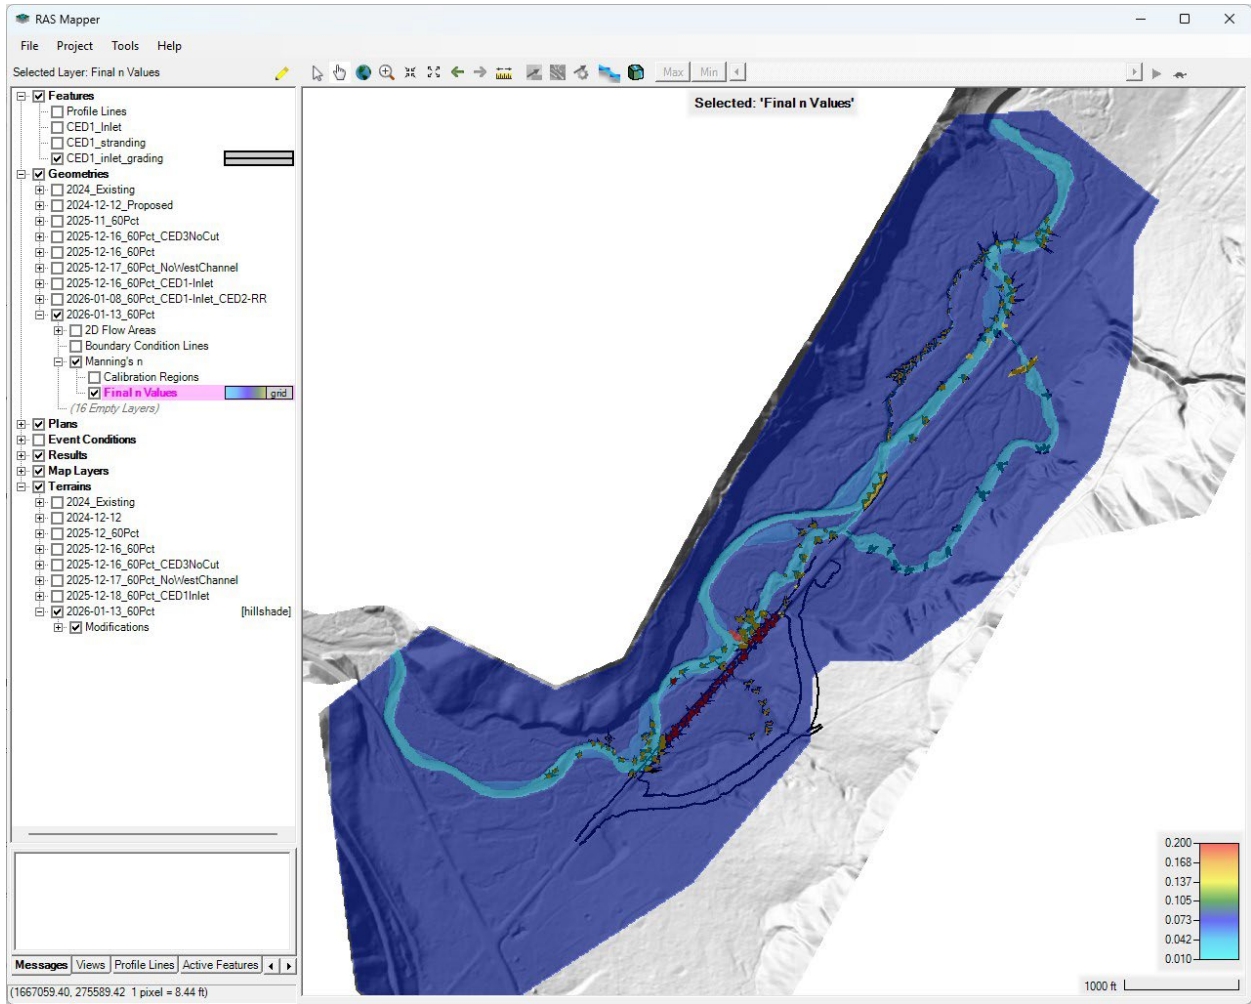 RAS Mapper
File Project Tools Help
Selected Layer: Final n Values
Max Min
Features
Profile Lines
CED1_Inlet
CED1_stranding
CED1_inlet_grading
Geometries
2024_Existing
2024-12-12_Proposed
2025-11_60Pct
2025-12-16_60Pct_CED3NoCut
2025-12-16_60Pct
2025-12-17_60Pct_NoWestChannel
2025-12-16_60Pct_CED1-Inlet
2026-01-08_60Pct_CED1-Inlet_CED2-RR
2026-01-13_60Pct
2D Flow Areas
Boundary Condition Lines
Manning's n
Calibration Regions
Final n Values grid
(16 Empty Layers)
Plans
Event Conditions
Results
Map Layers
Terrains
2024_Existing
2024-12-12
2025-12_60Pct
2025-12-16_60Pct
2025-12-16_60Pct_CED3NoCut
2025-12-17_60Pct_NoWestChannel
2025-12-18_60Pct_CED1Inlet
2026-01-13_60Pct [hillshade]
Modifications
Messages Views Profile Lines Active Features
(1667059.40, 275589.42 1 pixel = 8.44 ft)
Selected: 'Final n Values'
0.200
0.168
0.137
0.105
0.073
0.042
0.010
1000 ft